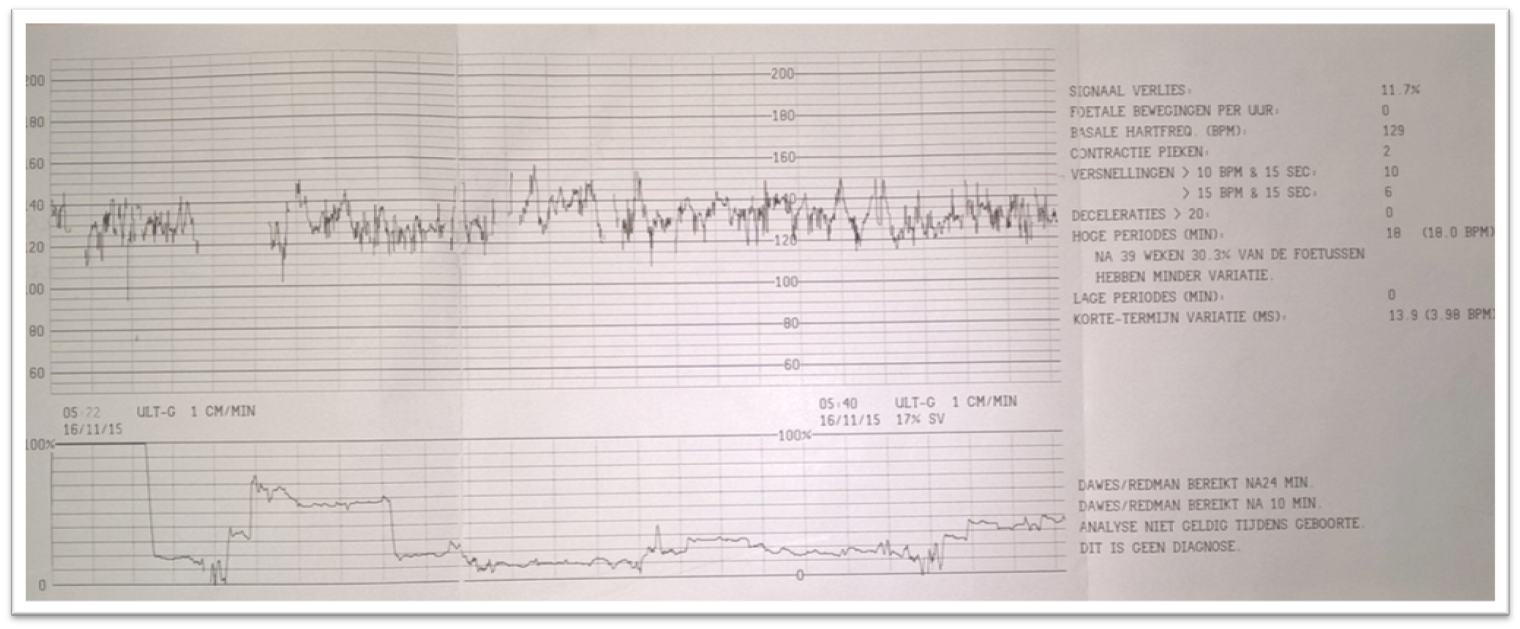 200
180
160
140
120
100
80
60
200
180
160
140
120
100
80
60
05:22 ULT-G 1 CM/MIN
16/11/15
05:40 ULT-G 1 CM/MIN
16/11/15 17% SV
100%
0
100%
0
SIGNAAL VERLIES: 11.7%
FOETALE BEWEGINGEN PER UUR: 0
BASALE HARTFREQ. (BPM): 129
CONTRACTIE PIEKEN: 2
VERSNELLINGEN > 10 BPM & 15 SEC: 10
> 15 BPM & 15 SEC: 6
DECELERATIES > 20: 0
HOGE PERIODES (MIN): 18 (18.0 BPM)
NA 39 WEKEN 30.3% VAN DE FOETUSSEN
HEBBEN MINDER VARIATIE.
LAGE PERIODES (MIN): 0
KORTE-TERMIJN VARIATIE (MS): 13.9 (3.98 BPM)
DAWES/REDMAN BEREIKT NA24 MIN.
DAWES/REDMAN BEREIKT NA 10 MIN.
ANALYSE NIET GELDIG TIJDENS GEBOORTE.
DIT IS GEEN DIAGNOSE.